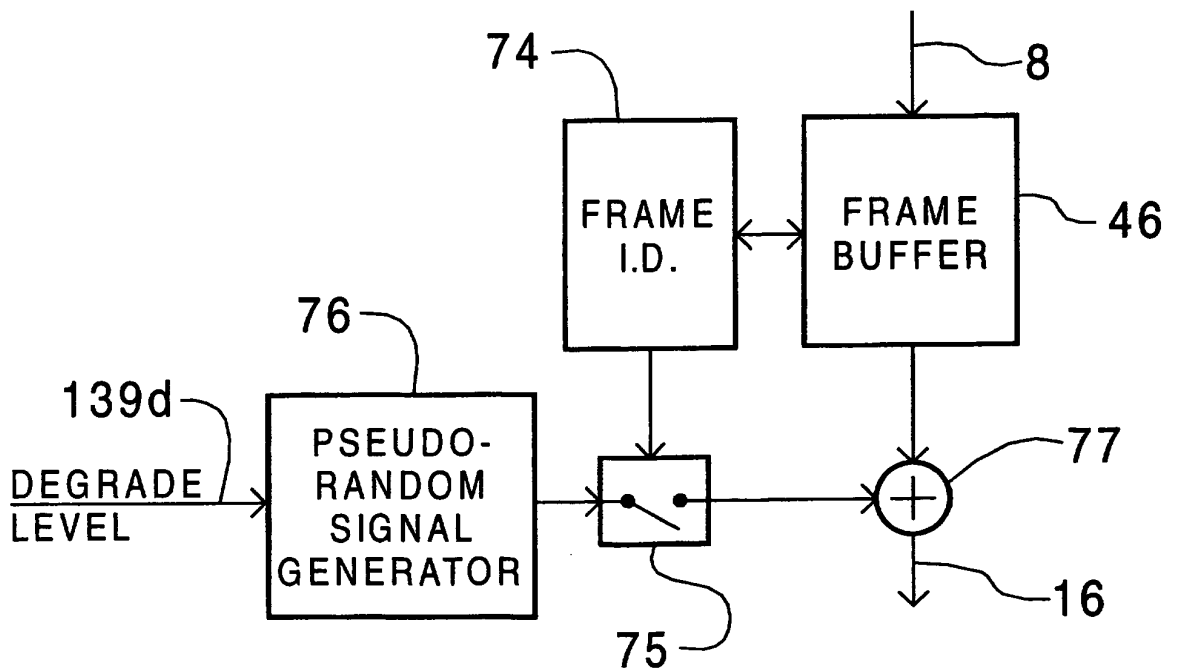 74
8
FRAME
I.D.
FRAME
BUFFER
46
76
139d
DEGRADE
LEVEL
PSEUDO-
RANDOM
SIGNAL
GENERATOR
77
75
16